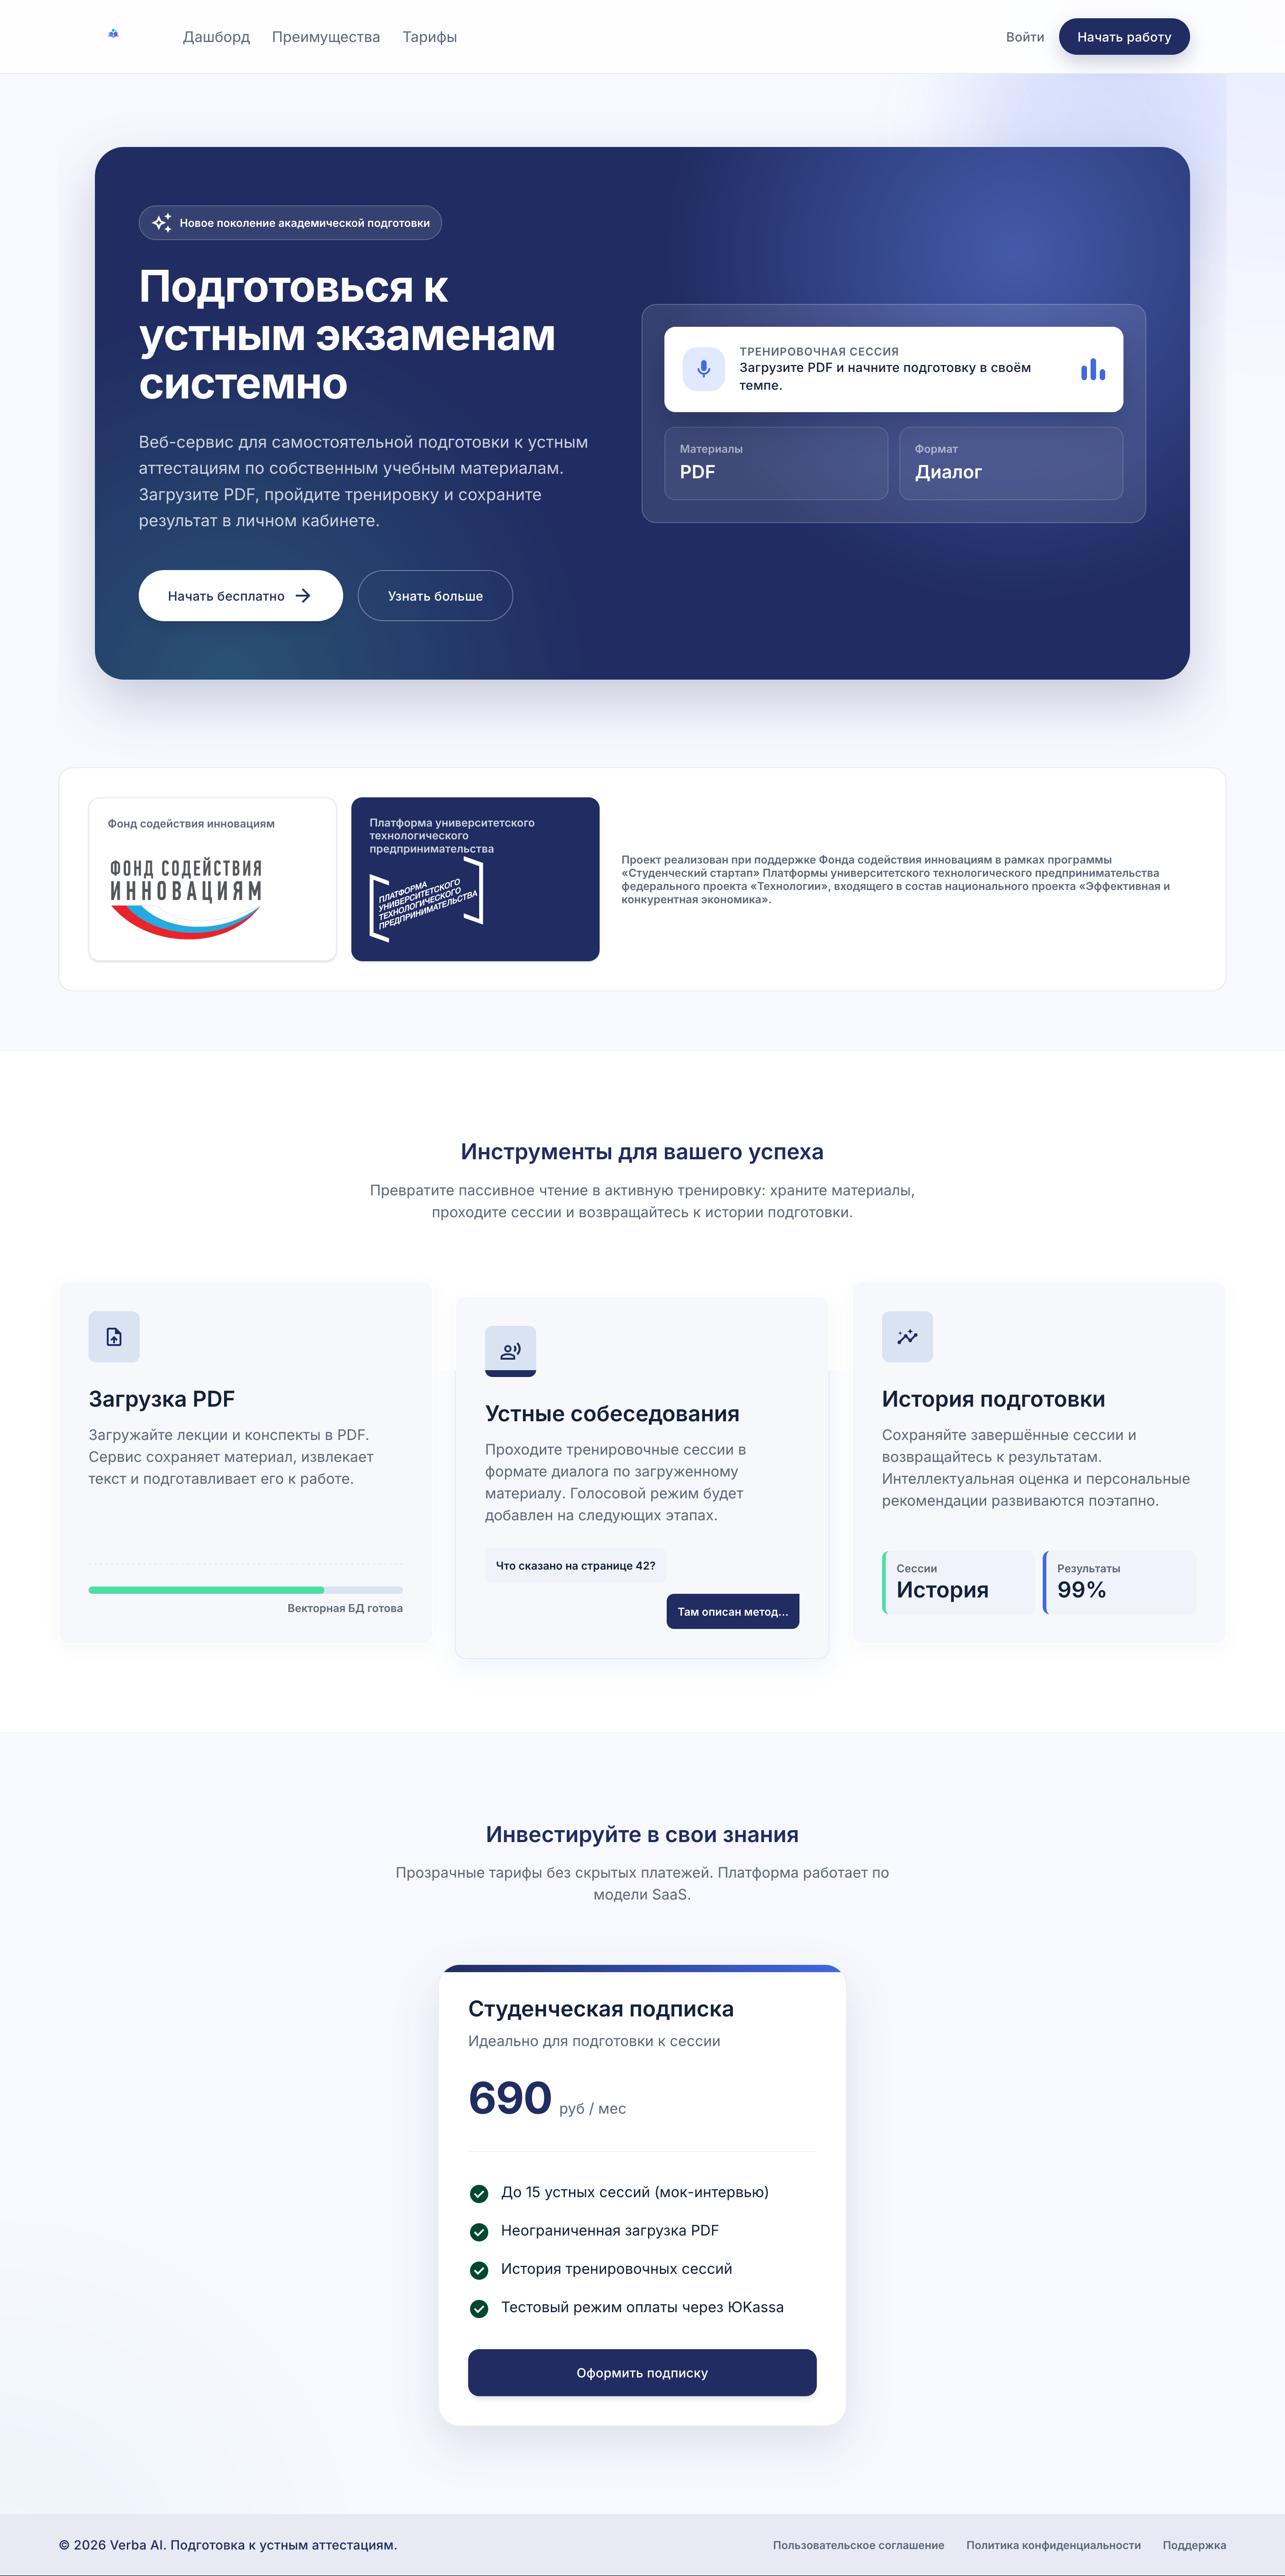 Дашборд Преимущества Тарифы
Войти Начать работу
Новое поколение академической подготовки
Подготовься к
устным экзаменам
системно
Веб-сервис для самостоятельной подготовки к устным
аттестациям по собственным учебным материалам.
Загрузите PDF, пройдите тренировку и сохраните
результат в личном кабинете.
Начать бесплатно Узнать больше
ТРЕНИРОВОЧНАЯ СЕССИЯ
Загрузите PDF и начните подготовку в своём
темпе.
Материалы
PDF
Формат
Диалог
Фонд содействия инновациям
ФОНД СОДЕЙСТВИЯ
ИННОВАЦИЯМ
Платформа университетского
технологического
предпринимательства
ПЛАТФОРМА
УНИВЕРСИТЕТСКОГО
ТЕХНОЛОГИЧЕСКОГО
ПРЕДПРИНИМАТЕЛЬСТВА
Проект реализован при поддержке Фонда содействия инновациям в рамках программы
«Студенческий стартап» Платформы университетского технологического предпринимательства
федерального проекта «Технологии», входящего в состав национального проекта «Эффективная и
конкурентная экономика».
Инструменты для вашего успеха
Превратите пассивное чтение в активную тренировку: храните материалы,
проходите сессии и возвращайтесь к истории подготовки.
Загрузка PDF
Загружайте лекции и конспекты в PDF.
Сервис сохраняет материал, извлекает
текст и подготавливает его к работе.
Векторная БД готова
Устные собеседования
Проходите тренировочные сессии в
формате диалога по загруженному
материалу. Голосовой режим будет
добавлен на следующих этапах.
Что сказано на странице 42?
Там описан метод...
История подготовки
Сохраняйте завершённые сессии и
возвращайтесь к результатам.
Интеллектуальная оценка и персональные
рекомендации развиваются поэтапно.
Сессии
История
Результаты
99%
Инвестируйте в свои знания
Прозрачные тарифы без скрытых платежей. Платформа работает по
модели SaaS.
Студенческая подписка
Идеально для подготовки к сессии
690 руб / мес
До 15 устных сессий (мок-интервью)
Неограниченная загрузка PDF
История тренировочных сессий
Тестовый режим оплаты через ЮKassa
Оформить подписку
© 2026 Verba AI. Подготовка к устным аттестациям.
Пользовательское соглашение Политика конфиденциальности Поддержка